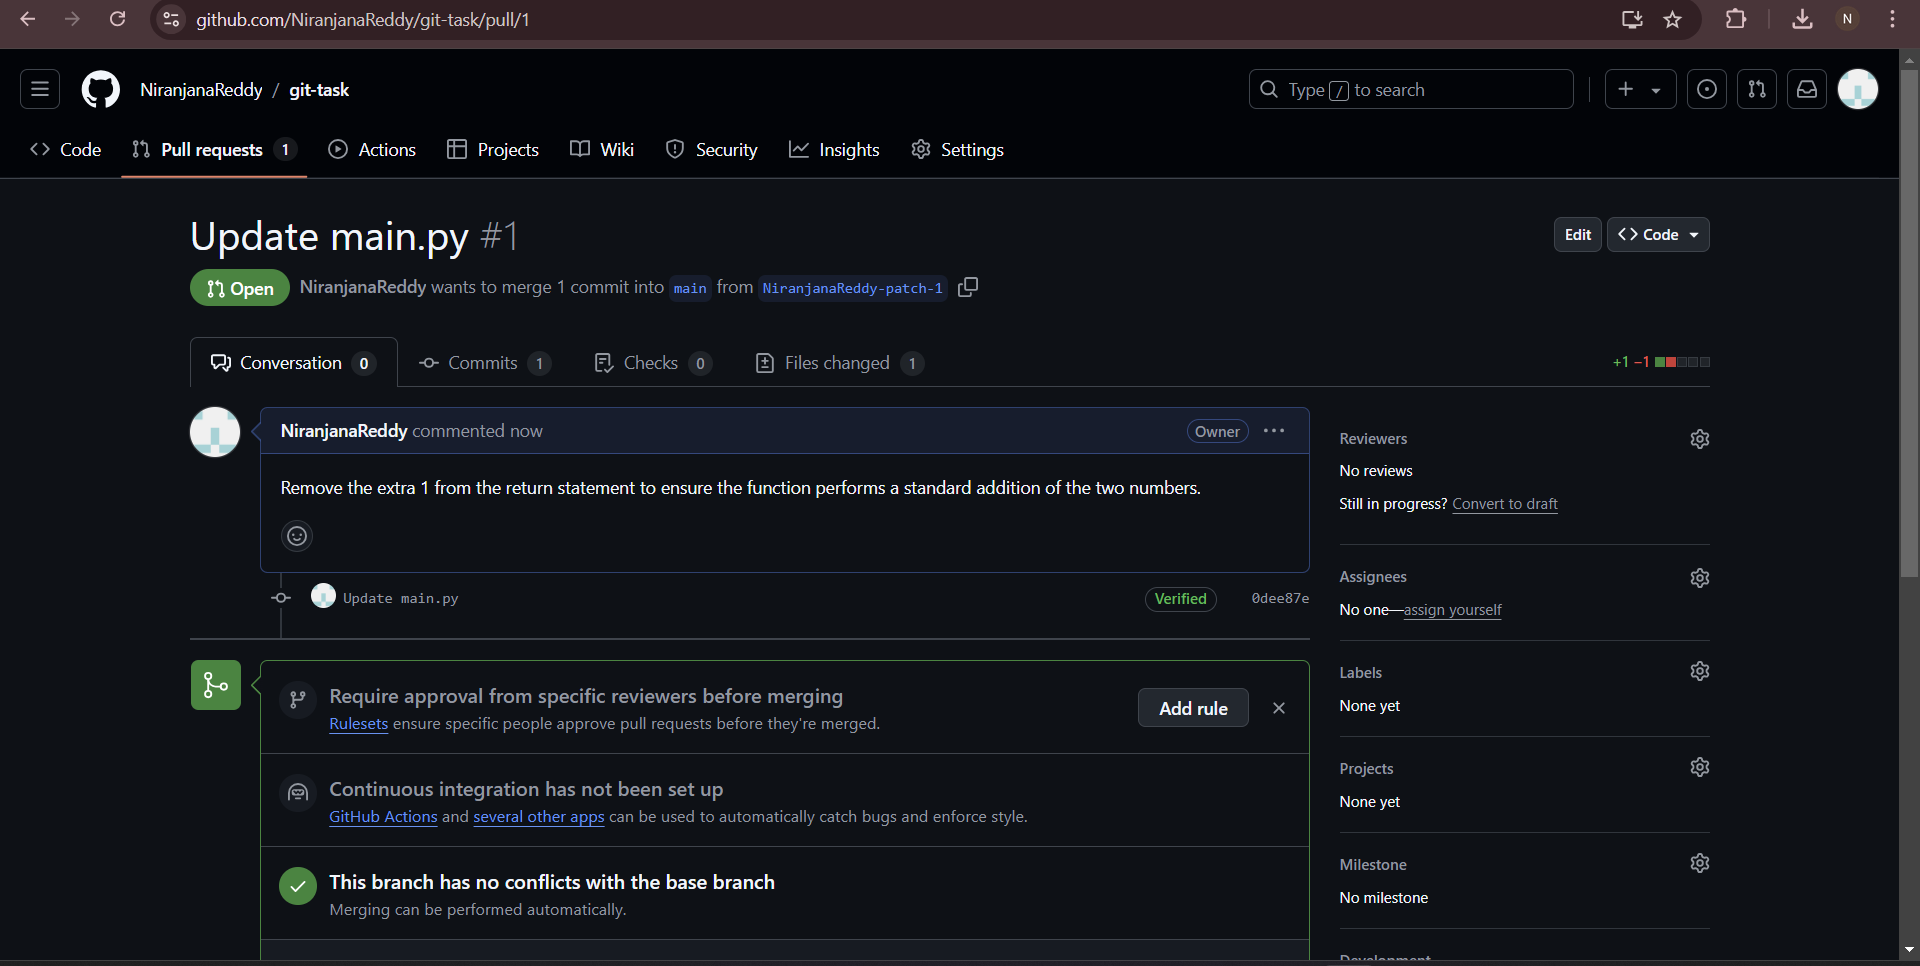 github.com/NiranjanaReddy/git-task/pull/1
N
NiranjanaReddy / git-task
Type / to search
Code
Pull requests 1
Actions
Projects
Wiki
Security
Insights
Settings
Update main.py #1
Edit
Code
Open
NiranjanaReddy wants to merge 1 commit into main from NiranjanaReddy-patch-1
Conversation 0
Commits 1
Checks 0
Files changed 1
+1 −1
NiranjanaReddy commented now
Owner
Remove the extra 1 from the return statement to ensure the function performs a standard addition of the two numbers.
Update main.py
Verified
0dee87e
Require approval from specific reviewers before merging
Rulesets ensure specific people approve pull requests before they're merged.
Add rule
Continuous integration has not been set up
GitHub Actions and several other apps can be used to automatically catch bugs and enforce style.
This branch has no conflicts with the base branch
Merging can be performed automatically.
Reviewers
No reviews
Still in progress? Convert to draft
Assignees
No one—assign yourself
Labels
None yet
Projects
None yet
Milestone
No milestone
Development